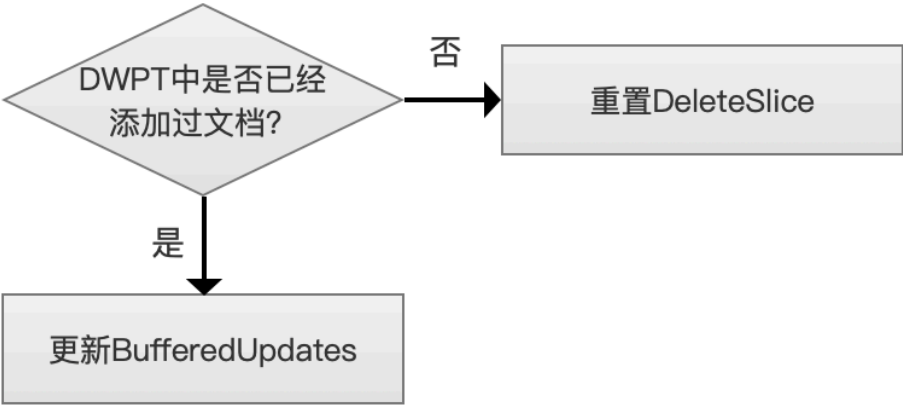 DWPT中是否已经
添加过文档?
否
重置DeleteSlice
是
更新BufferedUpdates